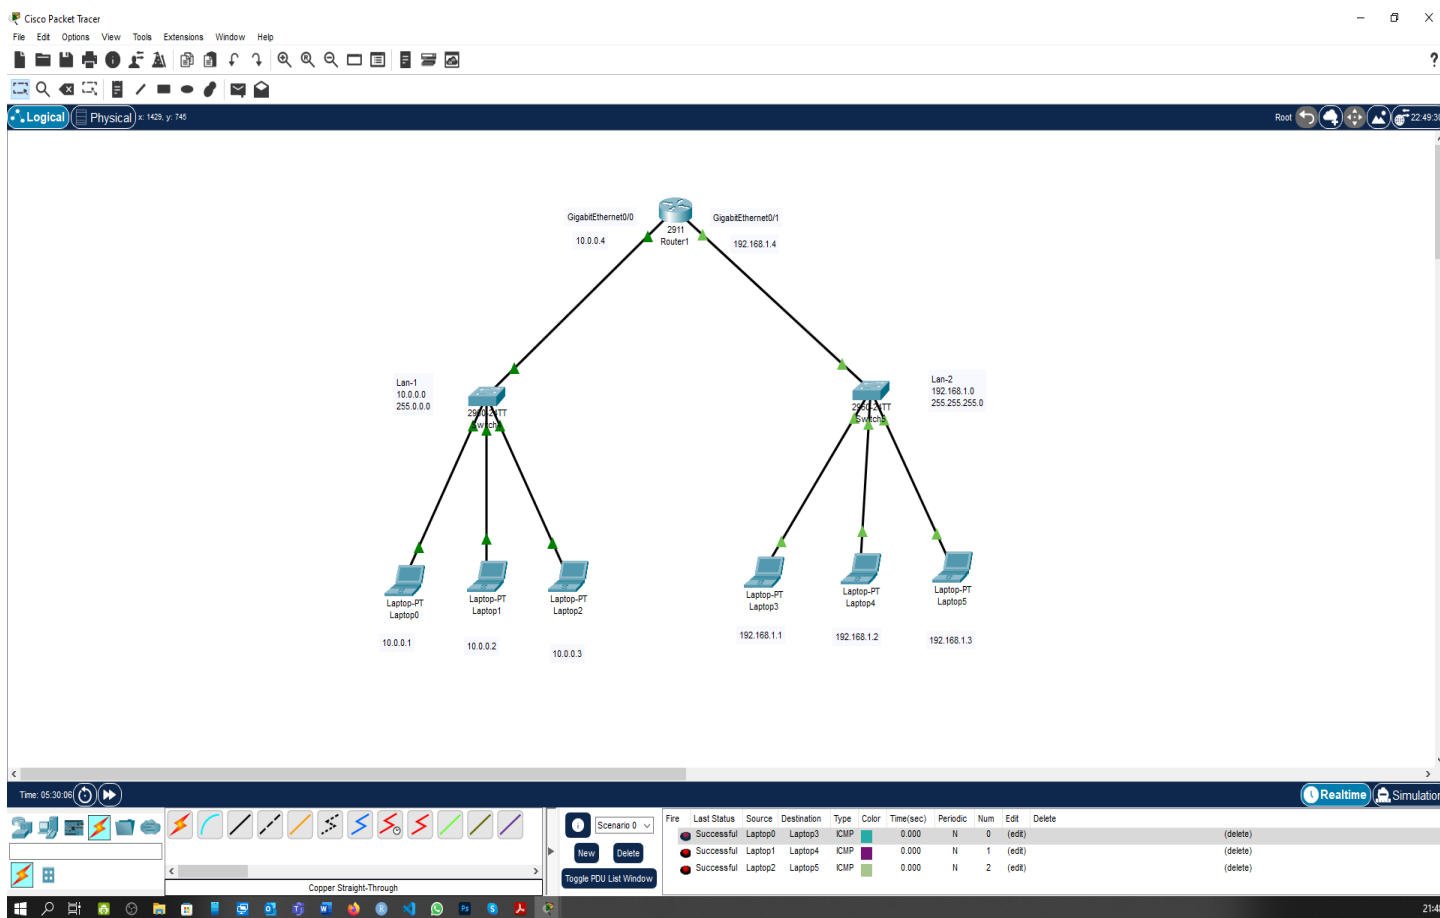 Cisco Packet Tracer
File Edit Options View Tools Extensions Window Help
?
Logical Physical x: 1429, y: 745 Root 22:49:30
GigabitEthernet0/0 GigabitEthernet0/1
2911
Router1
10.0.0.4 192.168.1.4
Lan-1
10.0.0.0
255.0.0.0
Lan-2
192.168.1.0
255.255.255.0
2950-24TT
2950-24TT
Laptop-PT
Laptop0
Laptop-PT
Laptop1
Laptop-PT
Laptop2
Laptop-PT
Laptop3
Laptop-PT
Laptop4
Laptop-PT
Laptop5
10.0.0.1
10.0.0.2
10.0.0.3
192.168.1.1
192.168.1.2
192.168.1.3
Time: 05:30:06 Realtime Simulation
Scenario 0
New Delete
Toggle PDU List Window
Copper Straight-Through
Fire Last Status Source Destination Type Color Time(sec) Periodic Num Edit Delete
Successful Laptop0 Laptop3 ICMP 0.000 N 0 (edit) (delete)
Successful Laptop1 Laptop4 ICMP 0.000 N 1 (edit) (delete)
Successful Laptop2 Laptop5 ICMP 0.000 N 2 (edit) (delete)